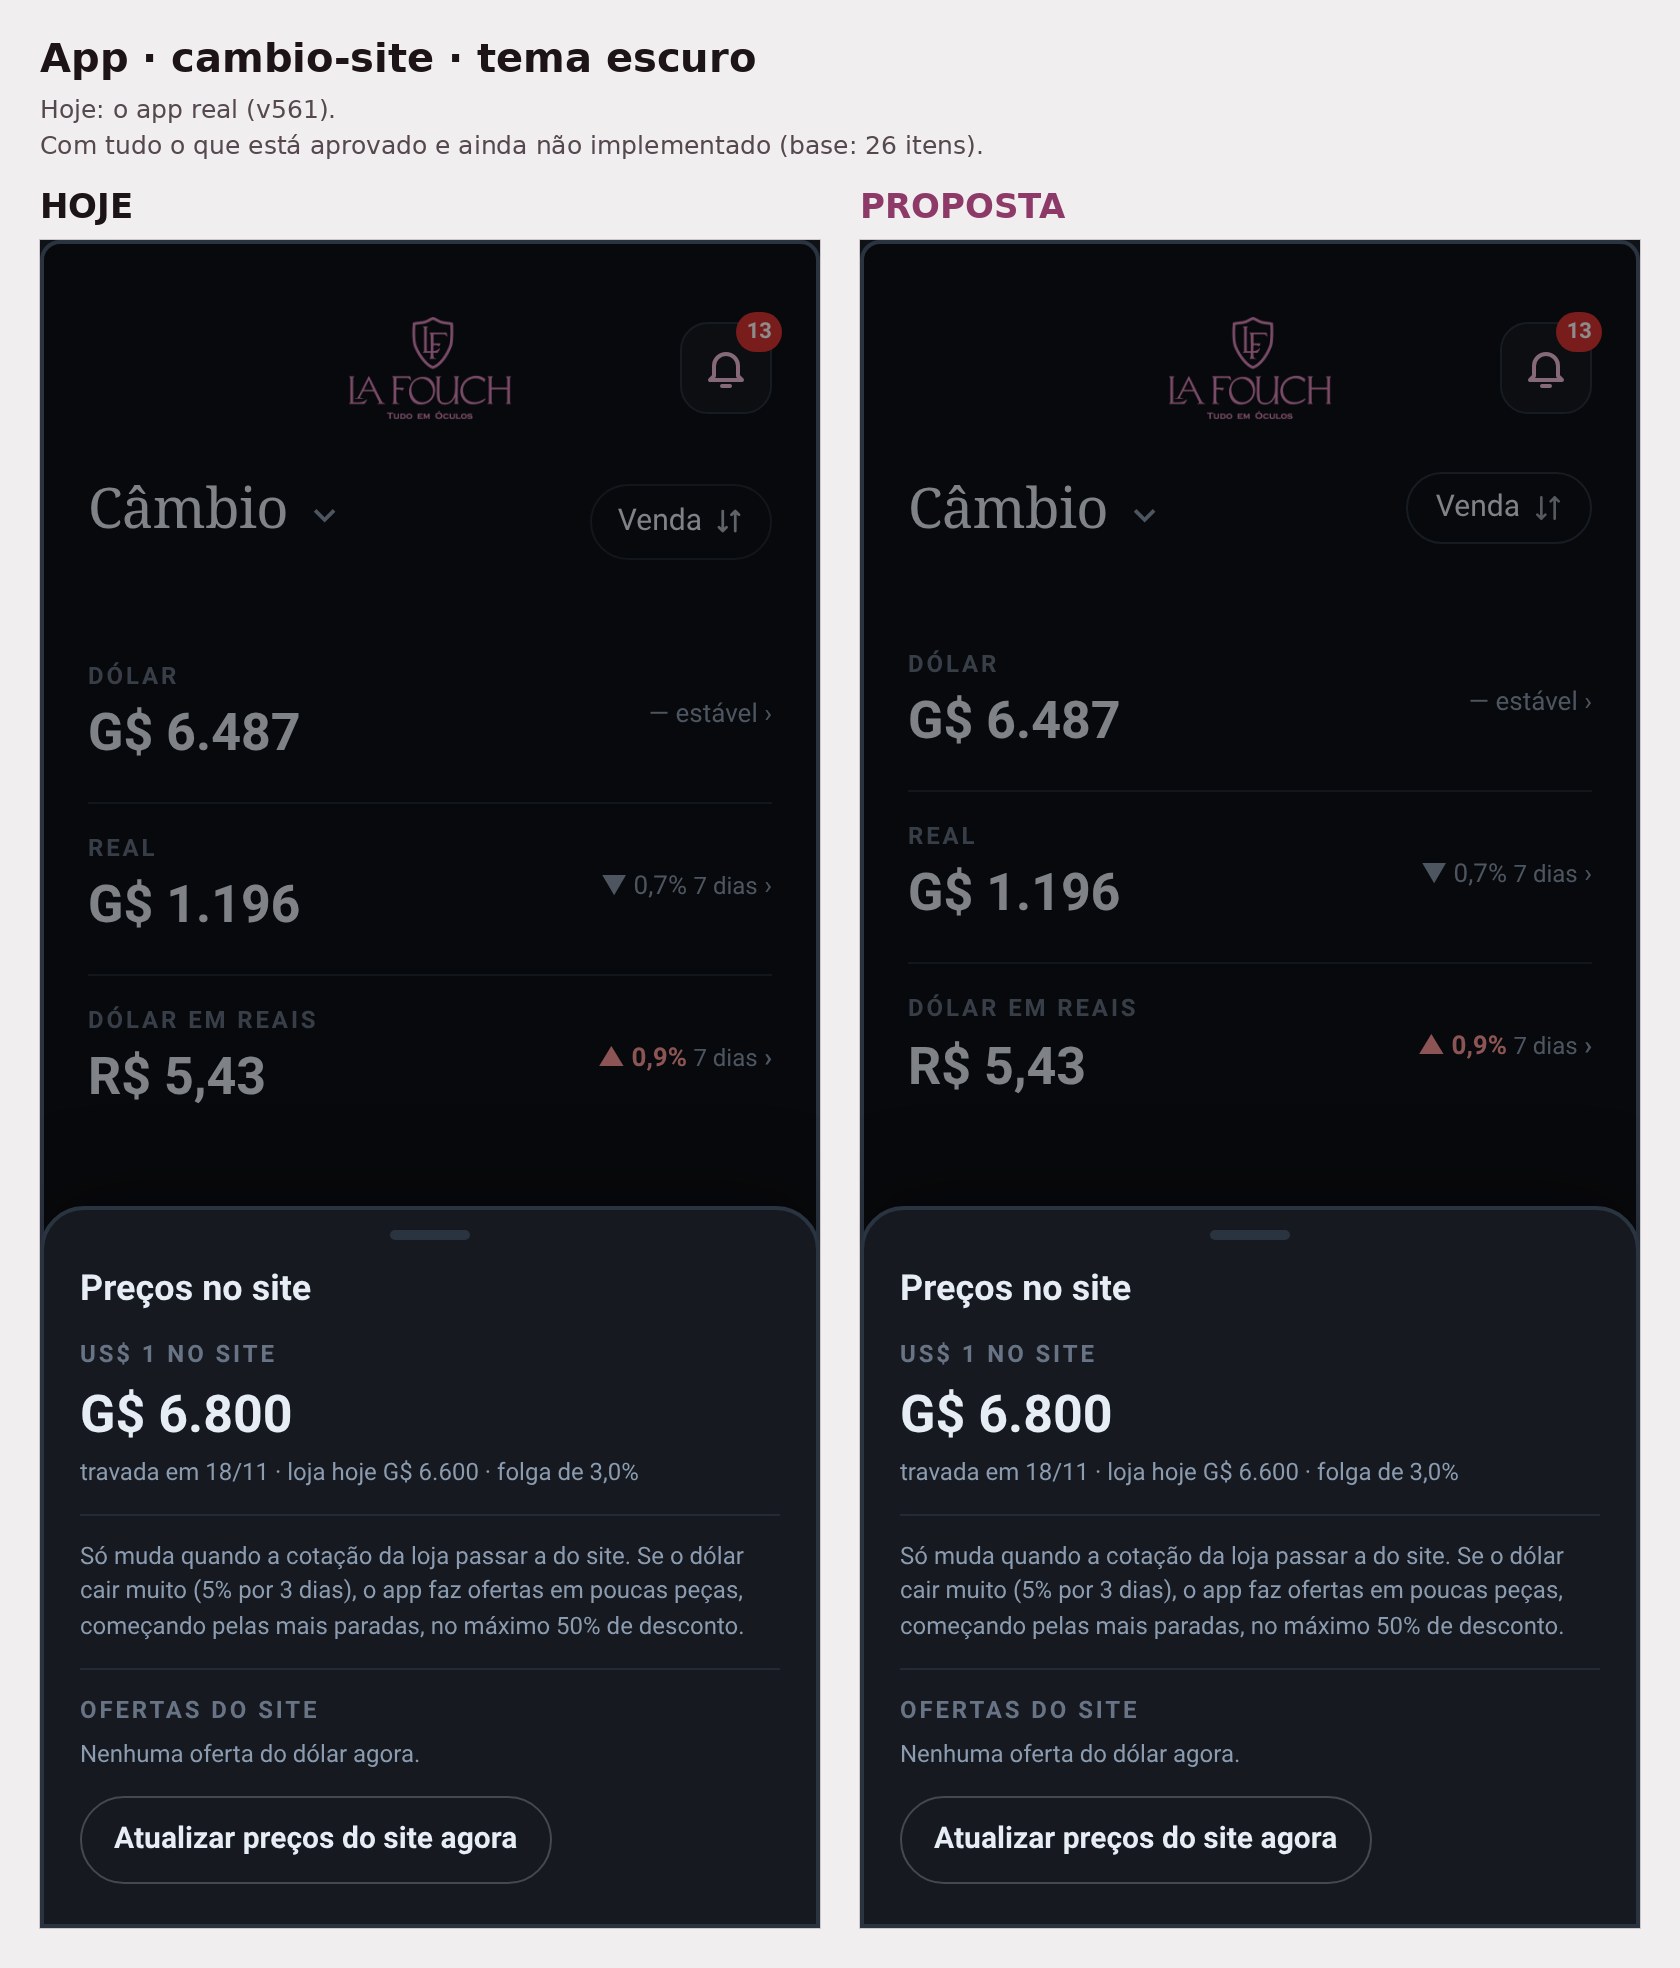 App · cambio-site · tema escuro
Hoje: o app real (v561).
Com tudo o que está aprovado e ainda não implementado (base: 26 itens).
HOJE
13
LF
LA FOUCH
TUDO EM ÓCULOS
Câmbio
Venda
DÓLAR
G$ 6.487
— estável ›
REAL
G$ 1.196
▼ 0,7% 7 dias ›
DÓLAR EM REAIS
R$ 5,43
▲ 0,9% 7 dias ›
Preços no site
US$ 1 NO SITE
G$ 6.800
travada em 18/11 · loja hoje G$ 6.600 · folga de 3,0%
Só muda quando a cotação da loja passar a do site. Se o dólar
cair muito (5% por 3 dias), o app faz ofertas em poucas peças,
começando pelas mais paradas, no máximo 50% de desconto.
OFERTAS DO SITE
Nenhuma oferta do dólar agora.
Atualizar preços do site agora
PROPOSTA
13
LF
LA FOUCH
TUDO EM ÓCULOS
Câmbio
Venda
DÓLAR
G$ 6.487
— estável ›
REAL
G$ 1.196
▼ 0,7% 7 dias ›
DÓLAR EM REAIS
R$ 5,43
▲ 0,9% 7 dias ›
Preços no site
US$ 1 NO SITE
G$ 6.800
travada em 18/11 · loja hoje G$ 6.600 · folga de 3,0%
Só muda quando a cotação da loja passar a do site. Se o dólar
cair muito (5% por 3 dias), o app faz ofertas em poucas peças,
começando pelas mais paradas, no máximo 50% de desconto.
OFERTAS DO SITE
Nenhuma oferta do dólar agora.
Atualizar preços do site agora